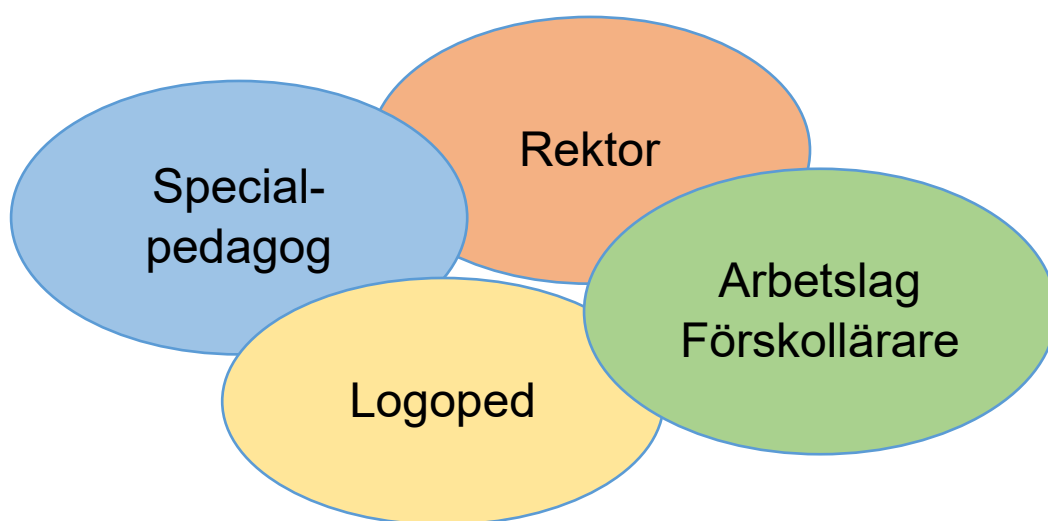 Rektor
Special-
pedagog
Arbetslag
Förskollärare
Logoped